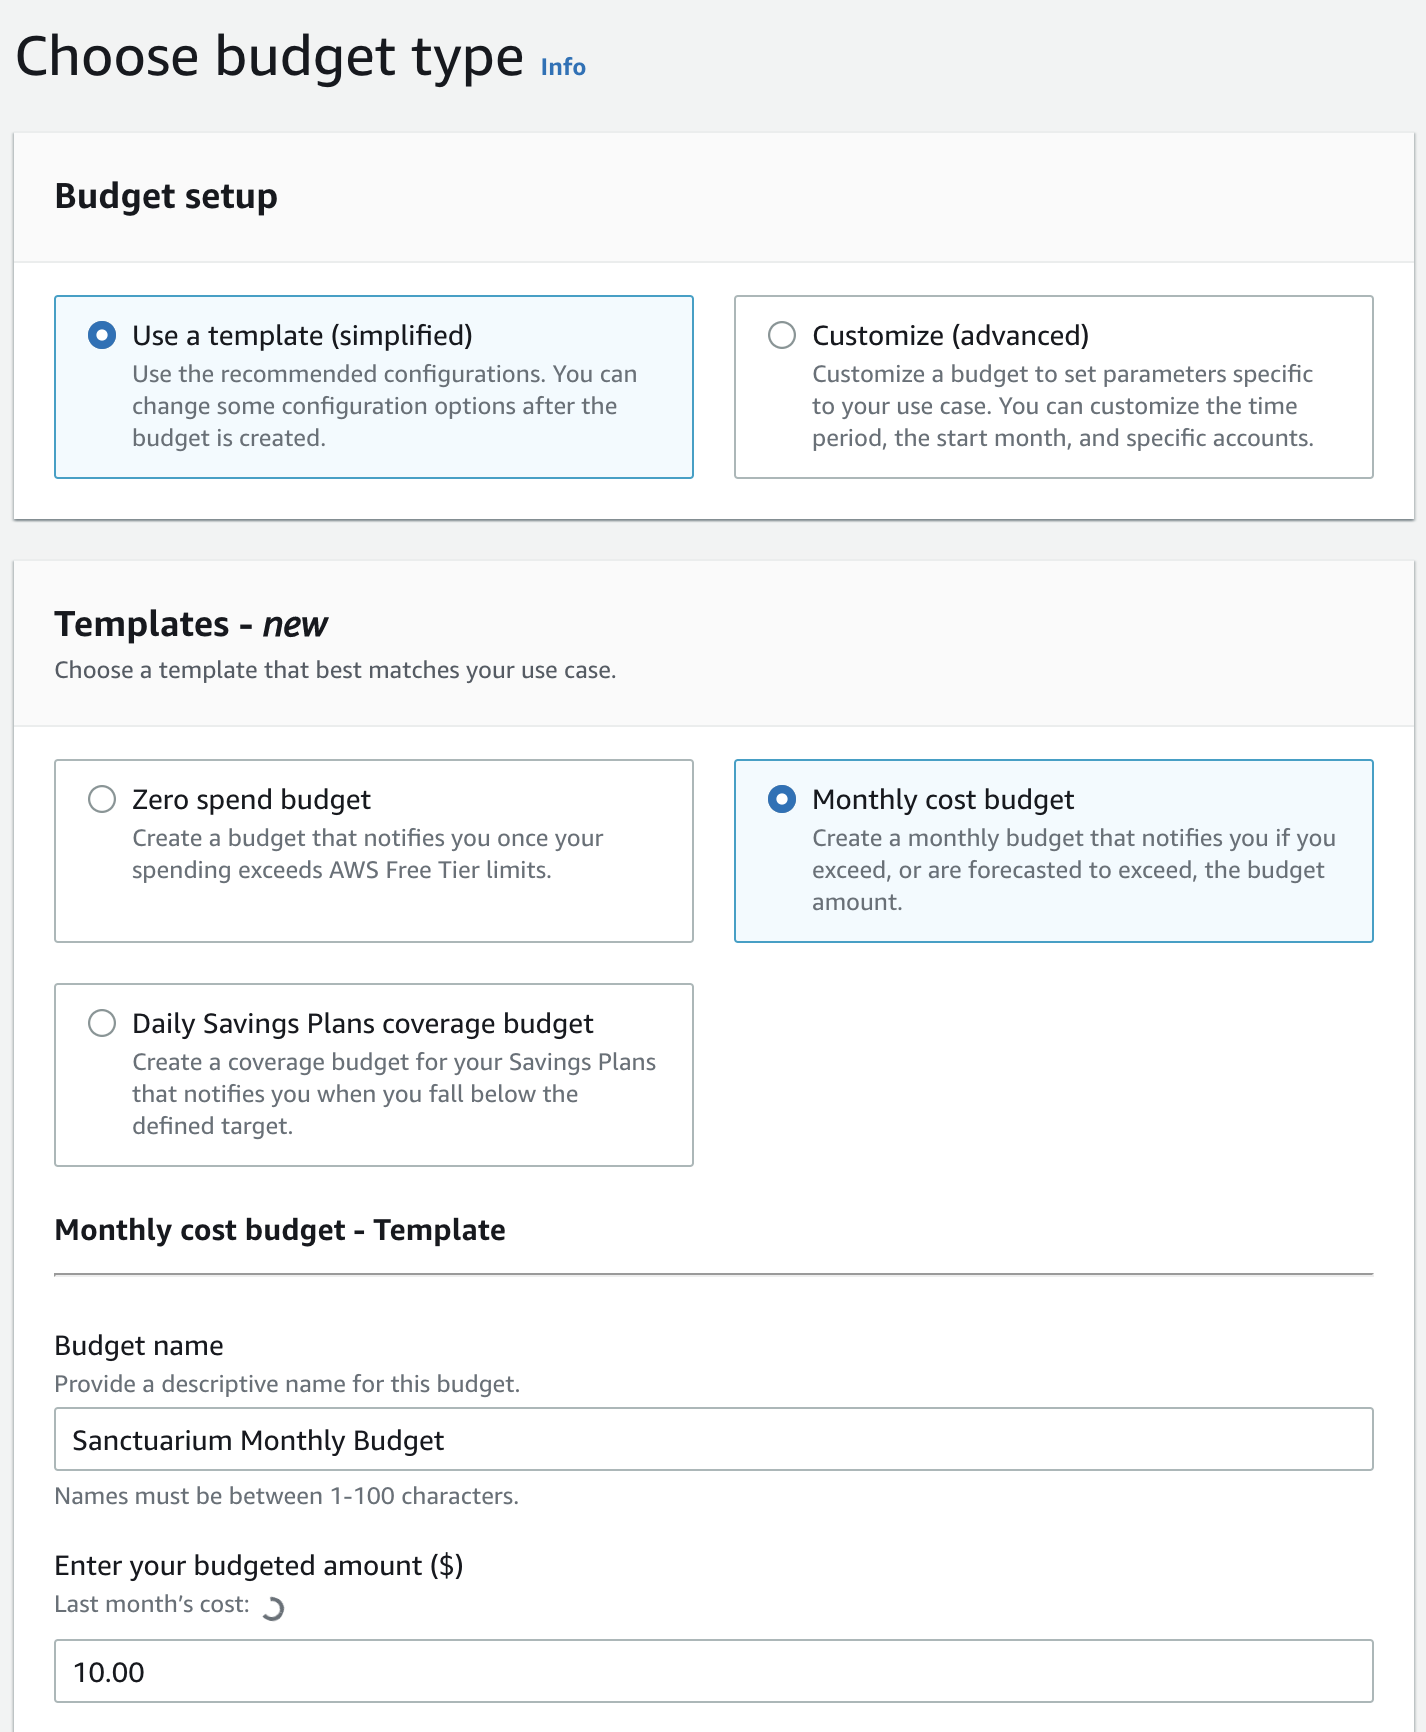 Choose budget type Info
Budget setup
Use a template (simplified)
Use the recommended configurations. You can
change some configuration options after the
budget is created.
Customize (advanced)
Customize a budget to set parameters specific
to your use case. You can customize the time
period, the start month, and specific accounts.
Templates - new
Choose a template that best matches your use case.
Zero spend budget
Create a budget that notifies you once your
spending exceeds AWS Free Tier limits.
Monthly cost budget
Create a monthly budget that notifies you if you
exceed, or are forecasted to exceed, the budget
amount.
Daily Savings Plans coverage budget
Create a coverage budget for your Savings Plans
that notifies you when you fall below the
defined target.
Monthly cost budget - Template
Budget name
Provide a descriptive name for this budget.
Sanctuarium Monthly Budget
Names must be between 1-100 characters.
Enter your budgeted amount ($)
Last month’s cost:
10.00